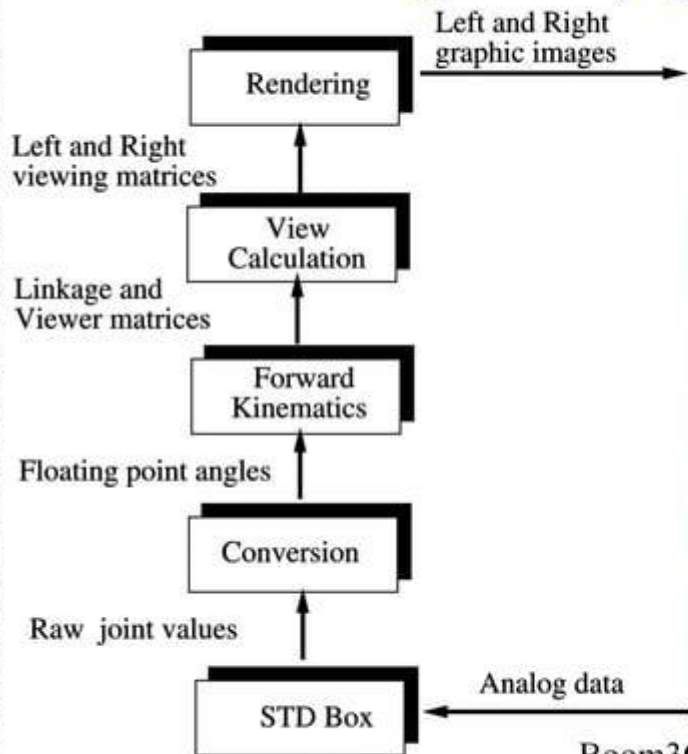 Left and Right
graphic images
Rendering
Left and Right
viewing matrices
View
Calculation
Linkage and
Viewer matrices
Forward
Kinematics
Floating point angles
Conversion
Raw joint values
Analog data
STD Box